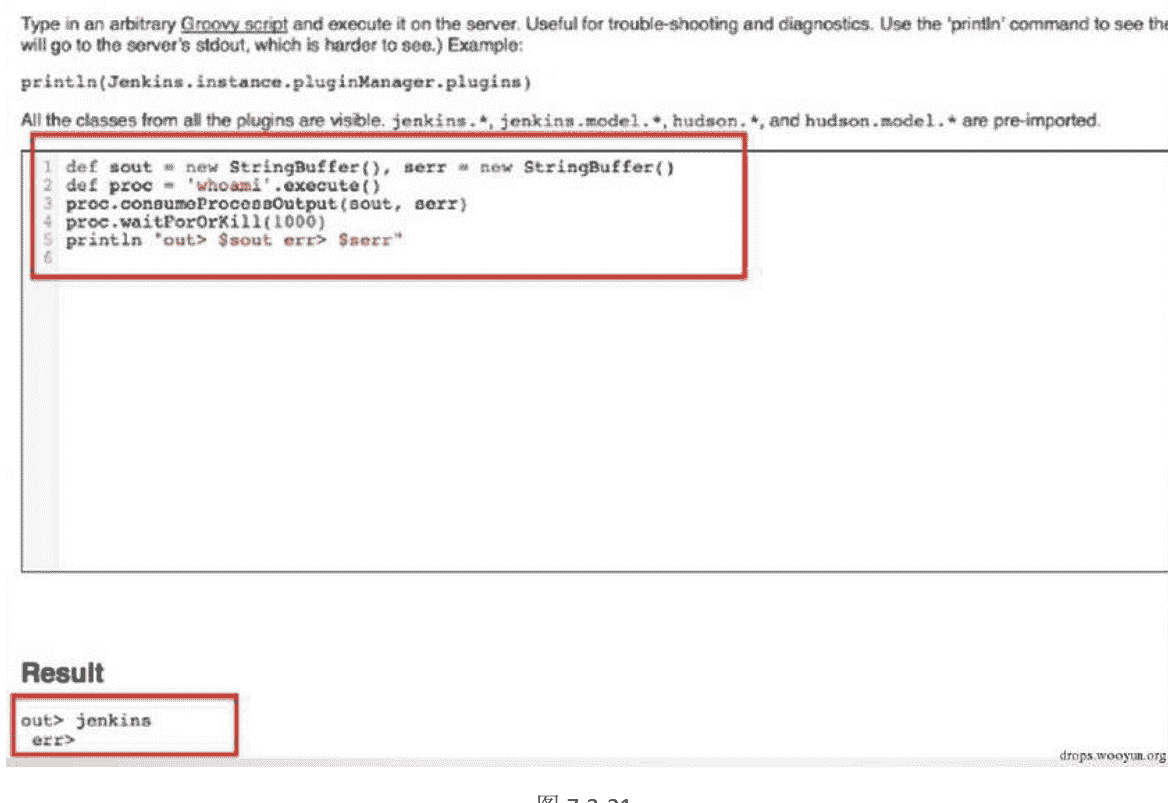 Type in an arbitrary Groovy script and execute it on the server. Useful for trouble-shooting and diagnostics. Use the 'println' command to see the
will go to the server's stdout, which is harder to see.) Example:
println(Jenkins.instance.pluginManager.plugins)
All the classes from all the plugins are visible. jenkins.*, jenkins.model.*, hudson.*, and hudson.model.* are pre-imported.
1 def sout = new StringBuffer(), serr = new StringBuffer()
2 def proc = 'whoami'.execute()
3 proc.consumeProcessOutput(sout, serr)
4 proc.waitForOrKill(1000)
5 println "out> $sout err> $serr"
6
Result
out> jenkins
err>
drops.wooyun.org
图 7-3-21